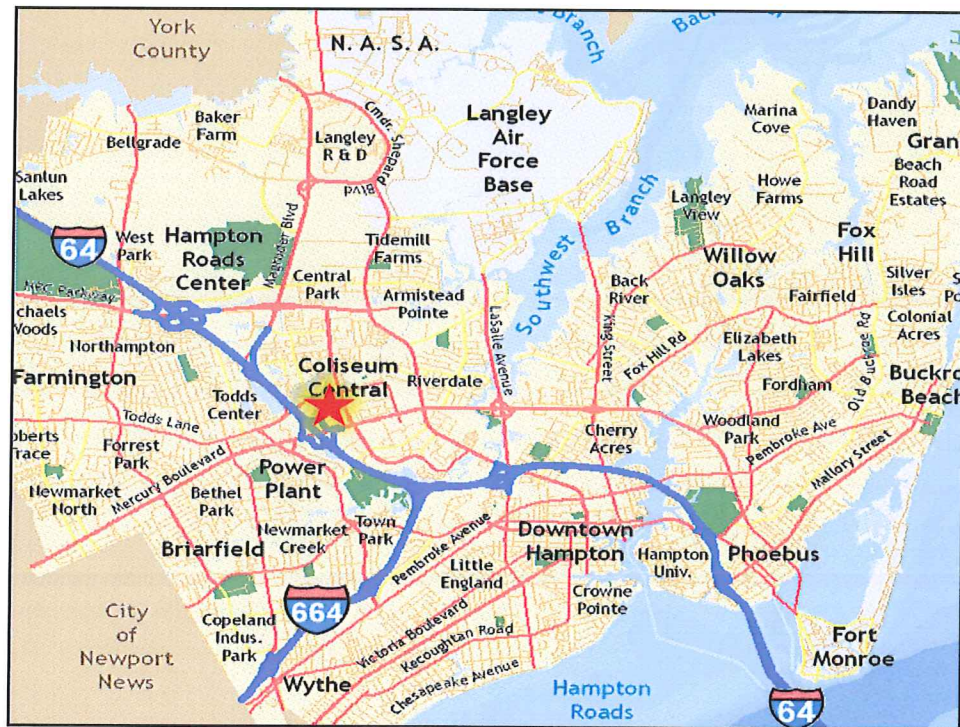 York
County
N. A. S. A.
Branch
Back
Baker
Farm
Bellgrade
Langley
R & D
Cmdr. Shepard Blvd
Langley
Air
Force
Base
Marina
Cove
Dandy
Haven
Gran
Beach
Road
Estates
Sanlun
Lakes
Howe
Farms
Langley
View
Southwest Branch
Fox
Hill
64
West
Park
Hampton
Roads
Center
Magruder Blvd
Tidemill
Farms
Central
Park
Armistead
Pointe
Back
River
Willow
Oaks
Silver
Isles
Fairfield
Colonial
Acres
chaels
Woods
Northampton
LaSalle Avenue
King Street
Fox Hill Rd
Elizabeth
Lakes
Old Buckroe Rd
Farmington
Coliseum
Central
Riverdale
Fordham
Buckro
Beach
Todds
Center
Todds Lane
oberts
Trace
Forrest
Park
Cherry
Acres
Woodland
Park
Pembroke Ave
Mallory Street
Newmarket
North
Mercury Boulevard
Power
Plant
Bethel
Park
Newmarket
Creek
Town
Park
Briarfield
Pembroke Avenue
Downtown
Hampton
Hampton
Univ.
Phoebus
Little
England
Crowne
Pointe
664
City
of
Newport
News
Copeland
Indus.
Park
Victoria Boulevard
Kecoughtan Road
Chesapeake Avenue
Wythe
Fort
Monroe
Hampton
Roads
64